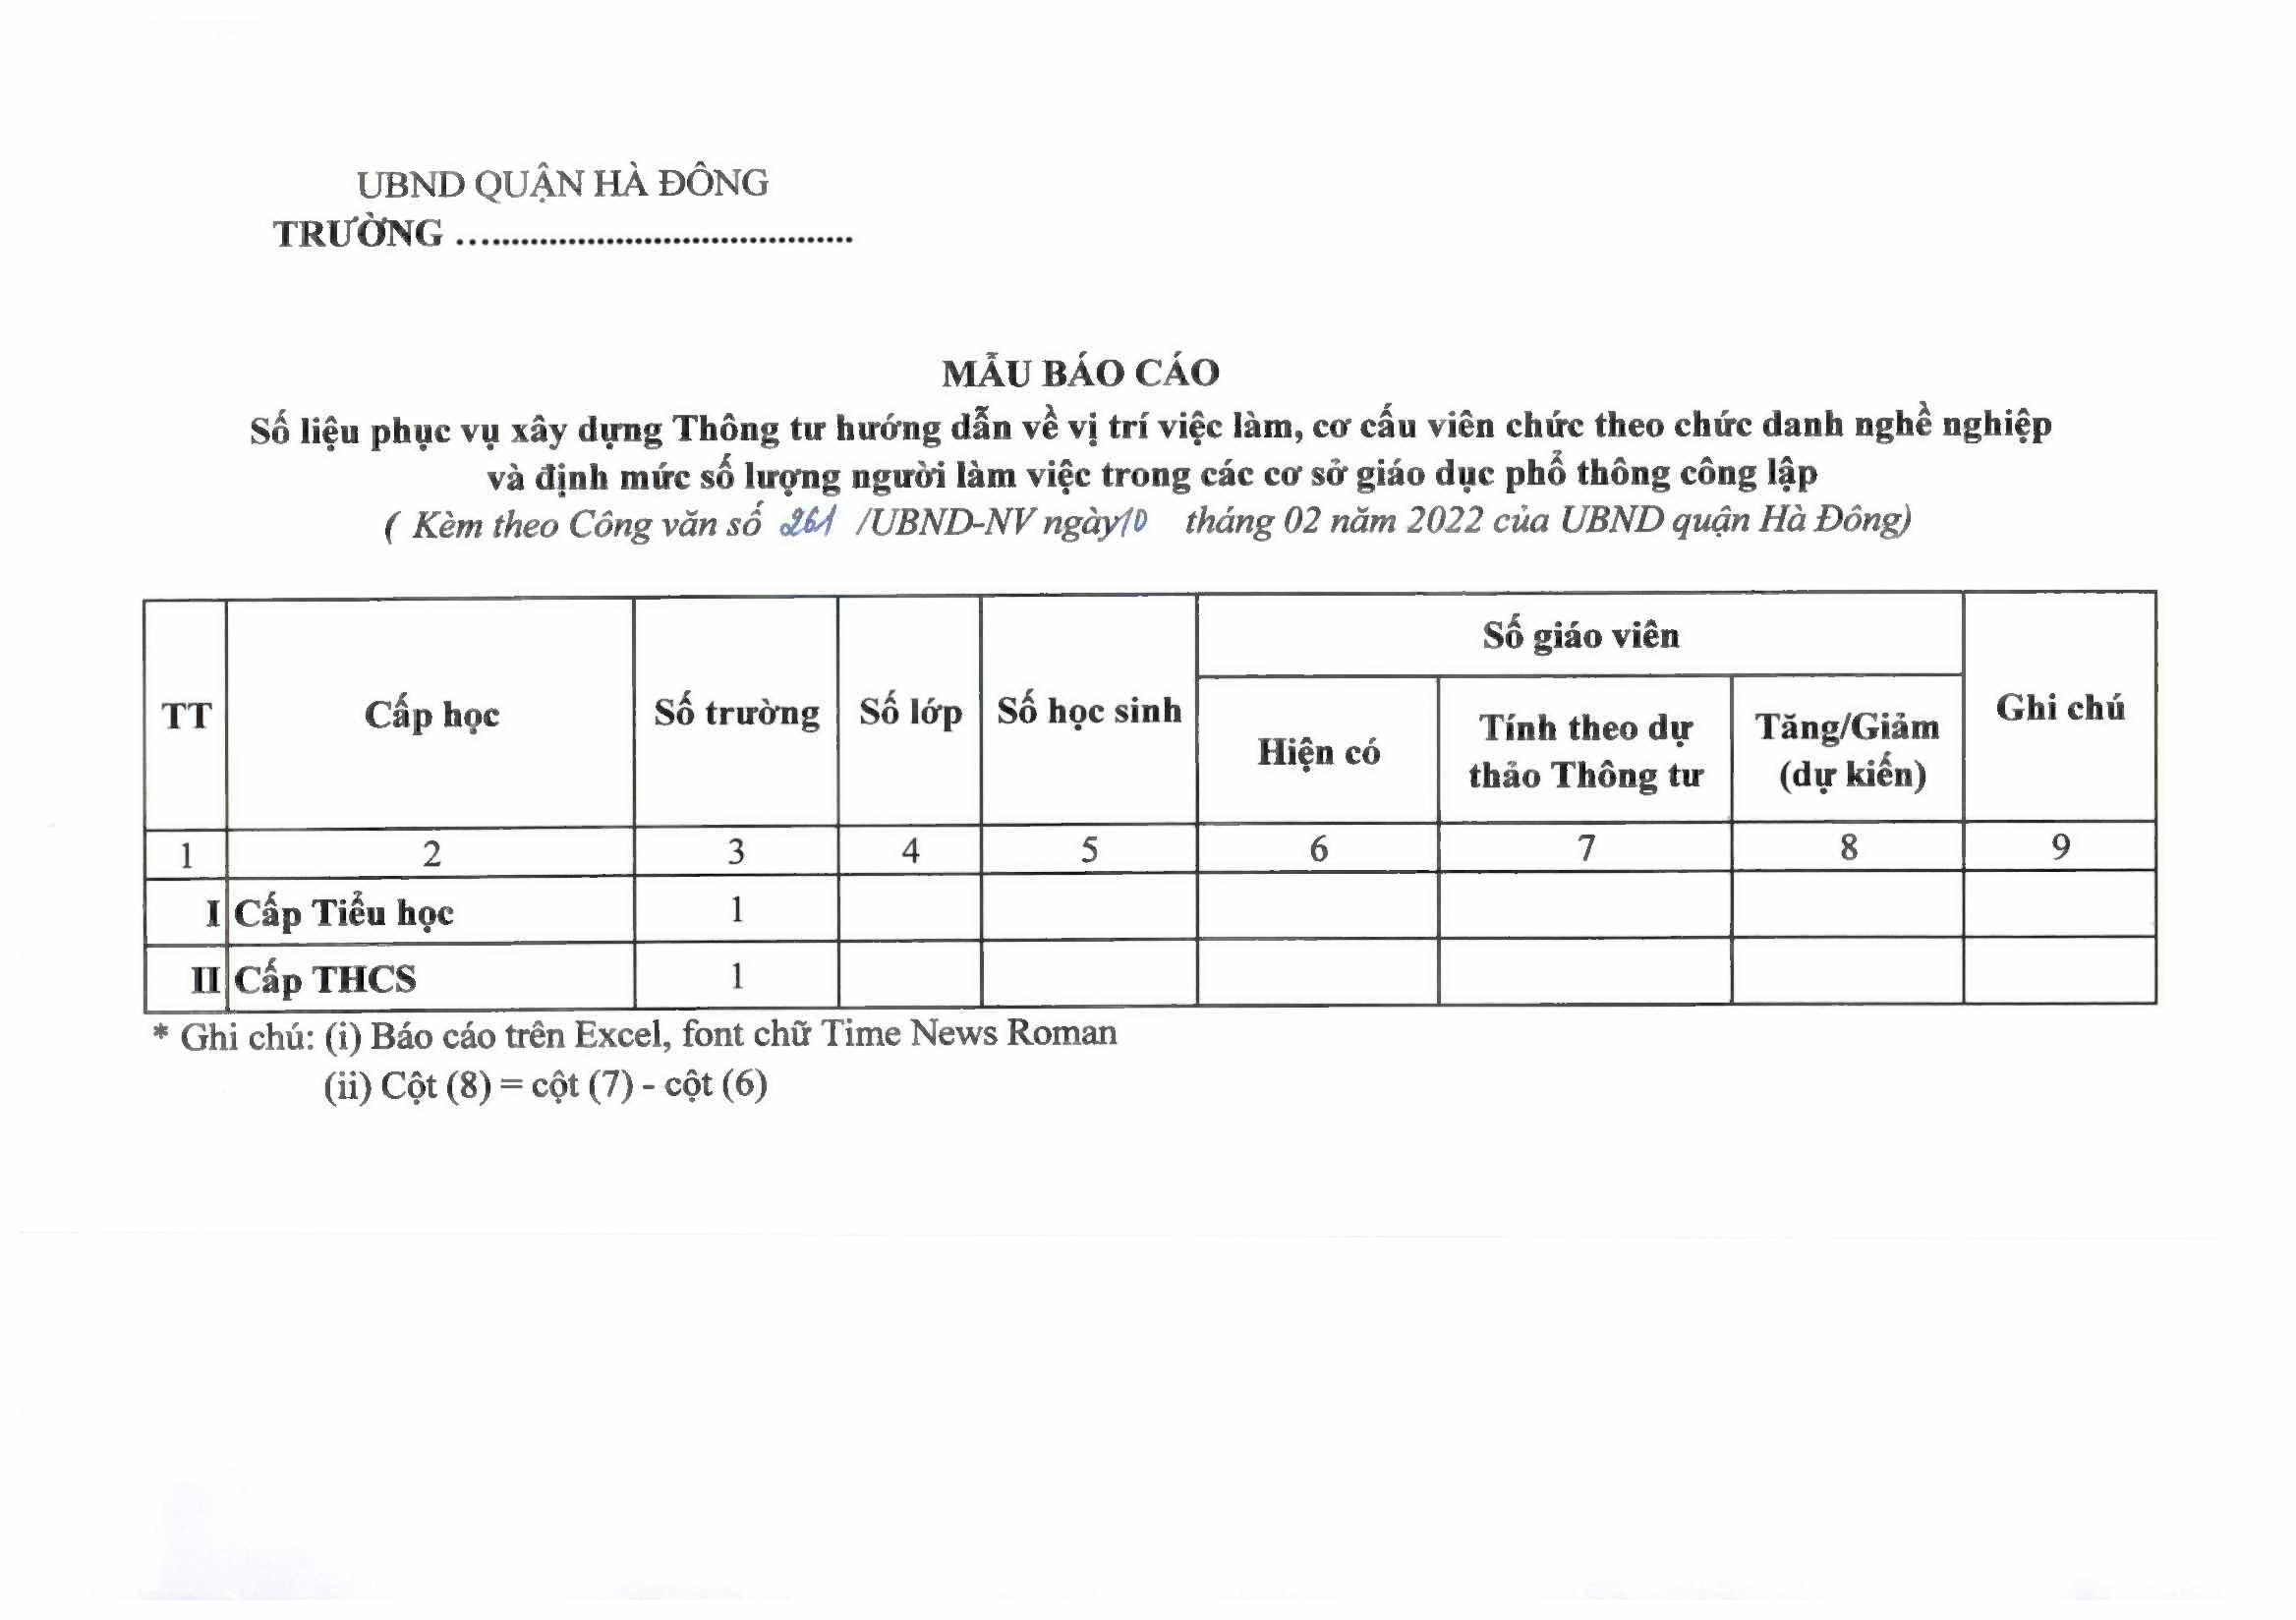 UBND QUẬN HÀ ĐÔNG
TRƯỜNG ..........................................
MẪU BÁO CÁO
Số liệu phục vụ xây dựng Thông tư hướng dẫn về vị trí việc làm, cơ cấu viên chức theo chức danh nghề nghiệp
và định mức số lượng người làm việc trong các cơ sở giáo dục phổ thông công lập
( Kèm theo Công văn số 261 /UBND-NV ngày 10 tháng 02 năm 2022 của UBND quận Hà Đông)
TT Cấp học Số trường Số lớp Số học sinh Số giáo viên Ghi chú
Hiện có Tính theo dự thảo Thông tư Tăng/Giảm (dự kiến)
1 2 3 4 5 6 7 8 9
I Cấp Tiểu học 1
II Cấp THCS 1
* Ghi chú: (i) Báo cáo trên Excel, font chữ Time News Roman
(ii) Cột (8) = cột (7) - cột (6)